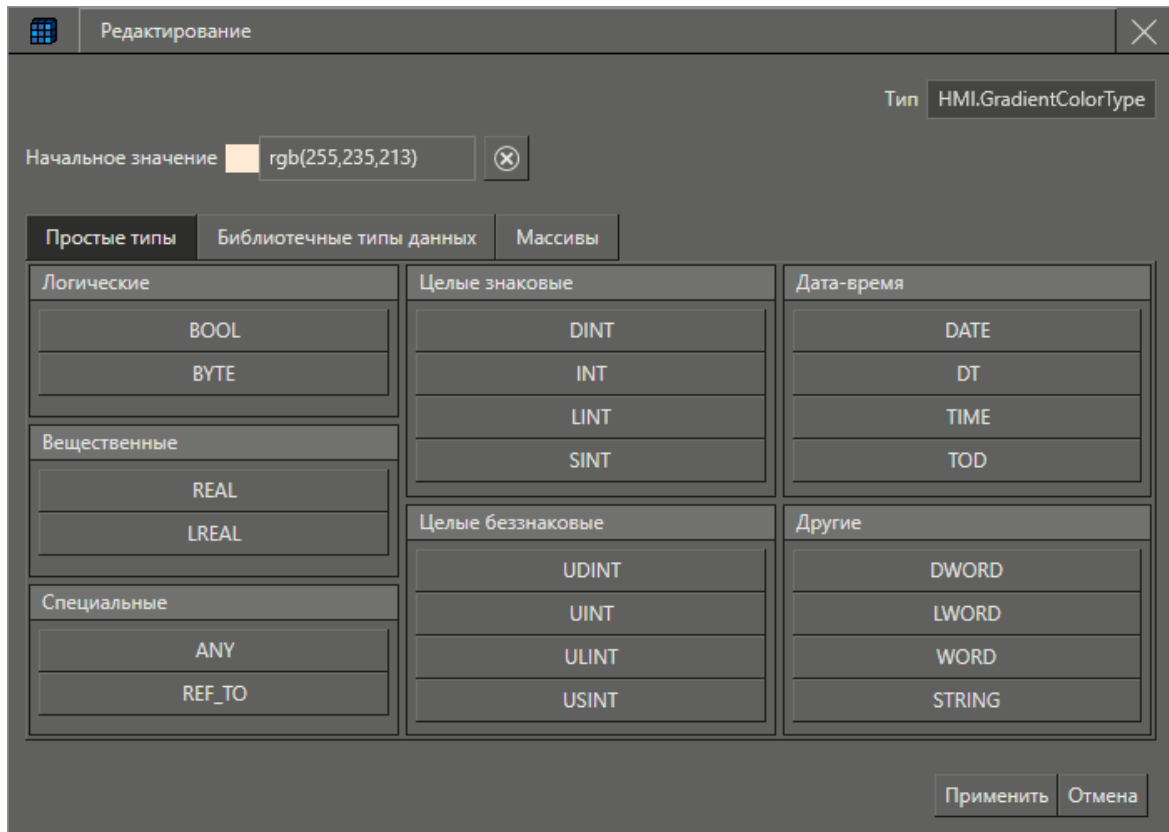 Редактирование
Тип HMI.GradientColorType
Начальное значение rgb(255,235,213)
Простые типы Библиотечные типы данных Массивы
Логические
BOOL
BYTE
Вещественные
REAL
LREAL
Специальные
ANY
REF_TO
Целые знаковые
DINT
INT
LINT
SINT
Целые беззнаковые
UDINT
UINT
ULINT
USINT
Дата-время
DATE
DT
TIME
TOD
Другие
DWORD
LWORD
WORD
STRING
Применить Отмена